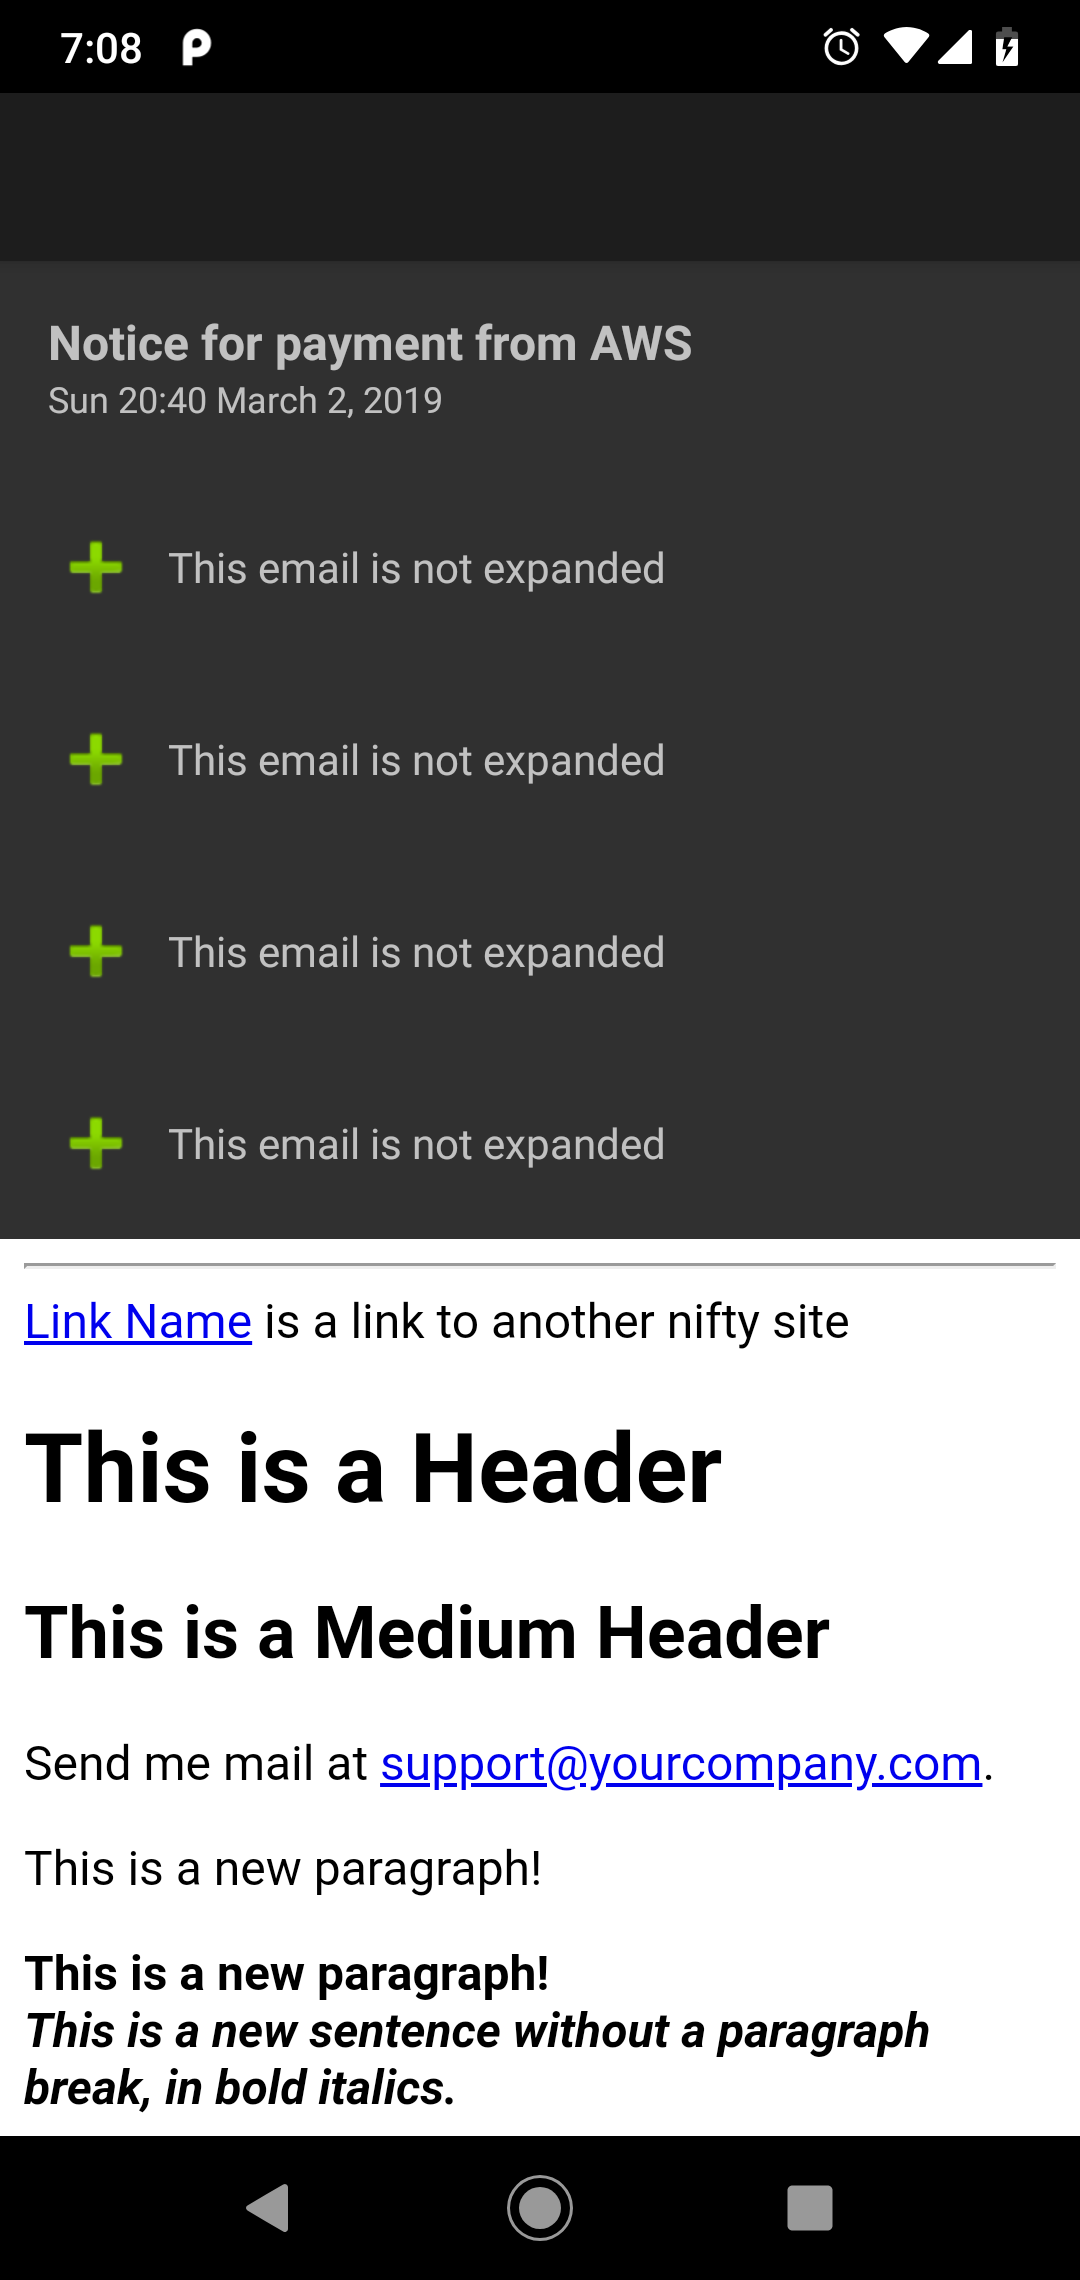 7:08
Notice for payment from AWS
Sun 20:40 March 2, 2019
This email is not expanded
This email is not expanded
This email is not expanded
This email is not expanded
Link Name is a link to another nifty site
This is a Header
This is a Medium Header
Send me mail at support@yourcompany.com.
This is a new paragraph!
This is a new paragraph!
This is a new sentence without a paragraph
break, in bold italics.